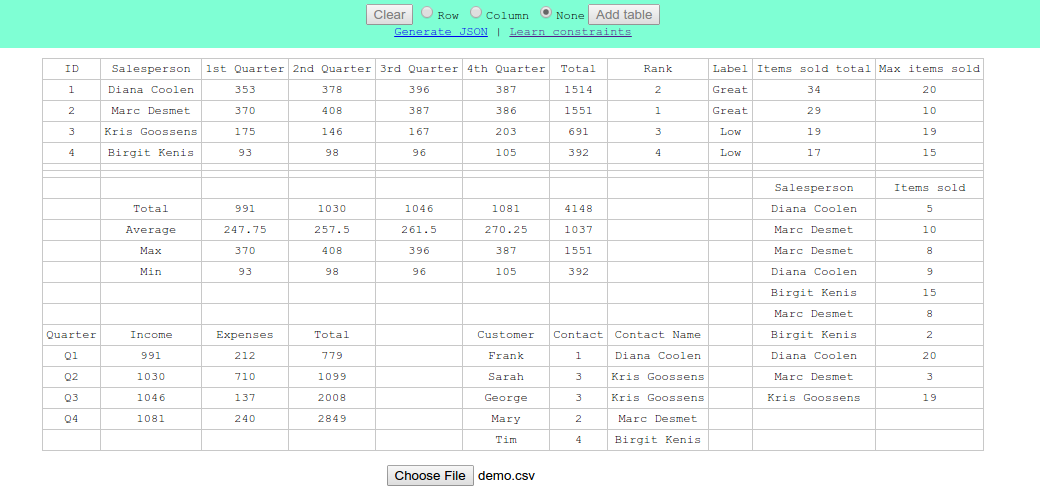 Clear Row Column None Add table
Generate JSON | Learn constraints
ID Salesperson 1st Quarter 2nd Quarter 3rd Quarter 4th Quarter Total Rank Label Items sold total Max items sold
1 Diana Coolen 353 378 396 387 1514 2 Great 34 20
2 Marc Desmet 370 408 387 386 1551 1 Great 29 10
3 Kris Goossens 175 146 167 203 691 3 Low 19 19
4 Birgit Kenis 93 98 96 105 392 4 Low 17 15
Salesperson Items sold
Total 991 1030 1046 1081 4148 Diana Coolen 5
Average 247.75 257.5 261.5 270.25 1037 Marc Desmet 10
Max 370 408 396 387 1551 Marc Desmet 8
Min 93 98 96 105 392 Diana Coolen 9
Birgit Kenis 15
Marc Desmet 8
Quarter Income Expenses Total Customer Contact Contact Name Birgit Kenis 2
Q1 991 212 779 Frank 1 Diana Coolen Diana Coolen 20
Q2 1030 710 1099 Sarah 3 Kris Goossens Marc Desmet 3
Q3 1046 137 2008 George 3 Kris Goossens Kris Goossens 19
Q4 1081 240 2849 Mary 2 Marc Desmet
Tim 4 Birgit Kenis
Choose File demo.csv